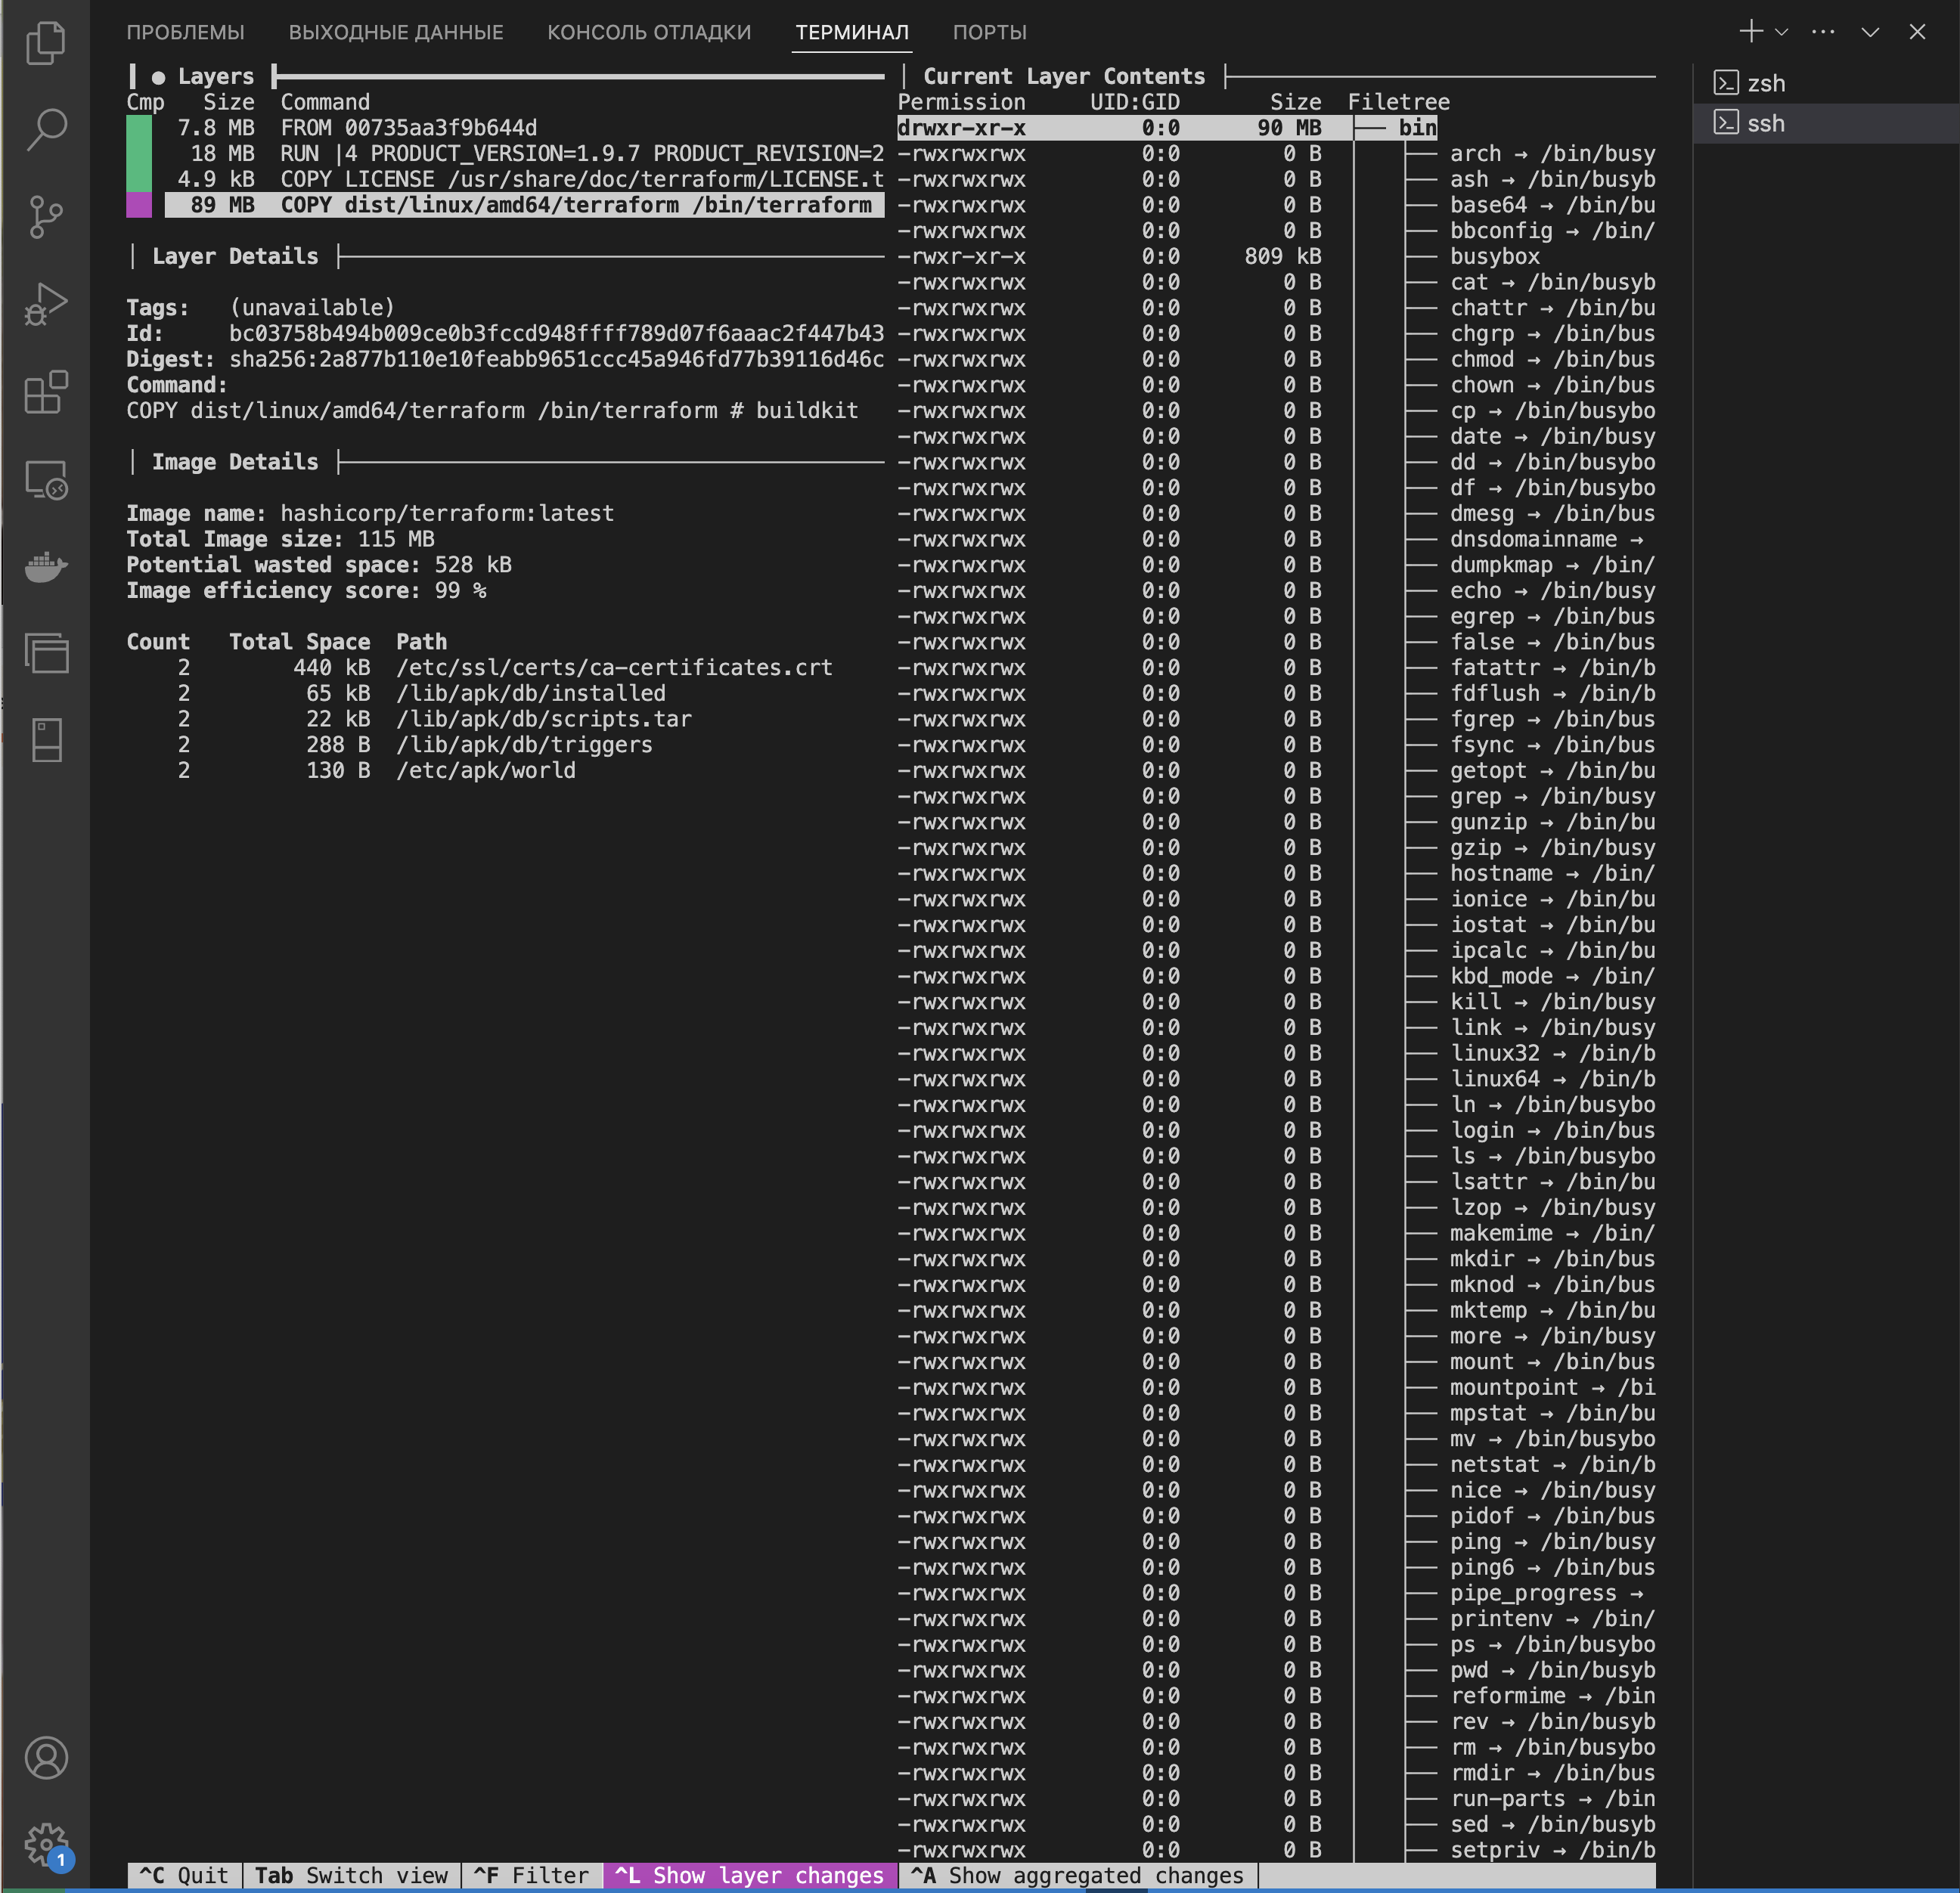 ПРОБЛЕМЫ ВЫХОДНЫЕ ДАННЫЕ КОНСОЛЬ ОТЛАДКИ ТЕРМИНАЛ ПОРТЫ
● Layers
Cmp Size Command
7.8 MB FROM 00735aa3f9b644d
18 MB RUN |4 PRODUCT_VERSION=1.9.7 PRODUCT_REVISION=2
4.9 kB COPY LICENSE /usr/share/doc/terraform/LICENSE.t
89 MB COPY dist/linux/amd64/terraform /bin/terraform
│ Layer Details ├
Tags: (unavailable)
Id: bc03758b494b009ce0b3fccd948ffff789d07f6aaac2f447b43
Digest: sha256:2a877b110e10feabb9651ccc45a946fd77b39116d46c
Command:
COPY dist/linux/amd64/terraform /bin/terraform # buildkit
│ Image Details ├
Image name: hashicorp/terraform:latest
Total Image size: 115 MB
Potential wasted space: 528 kB
Image efficiency score: 99 %
Count Total Space Path
2 440 kB /etc/ssl/certs/ca-certificates.crt
2 65 kB /lib/apk/db/installed
2 22 kB /lib/apk/db/scripts.tar
2 288 B /lib/apk/db/triggers
2 130 B /etc/apk/world
│ Current Layer Contents ├
Permission UID:GID Size Filetree
drwxr-xr-x 0:0 90 MB ├── bin
-rwxrwxrwx 0:0 0 B │ ├── arch → /bin/busy
-rwxrwxrwx 0:0 0 B │ ├── ash → /bin/busyb
-rwxrwxrwx 0:0 0 B │ ├── base64 → /bin/bu
-rwxrwxrwx 0:0 0 B │ ├── bbconfig → /bin/
-rwxr-xr-x 0:0 809 kB │ ├── busybox
-rwxrwxrwx 0:0 0 B │ ├── cat → /bin/busyb
-rwxrwxrwx 0:0 0 B │ ├── chattr → /bin/bu
-rwxrwxrwx 0:0 0 B │ ├── chgrp → /bin/bus
-rwxrwxrwx 0:0 0 B │ ├── chmod → /bin/bus
-rwxrwxrwx 0:0 0 B │ ├── chown → /bin/bus
-rwxrwxrwx 0:0 0 B │ ├── cp → /bin/busybo
-rwxrwxrwx 0:0 0 B │ ├── date → /bin/busy
-rwxrwxrwx 0:0 0 B │ ├── dd → /bin/busybo
-rwxrwxrwx 0:0 0 B │ ├── df → /bin/busybo
-rwxrwxrwx 0:0 0 B │ ├── dmesg → /bin/bus
-rwxrwxrwx 0:0 0 B │ ├── dnsdomainname →
-rwxrwxrwx 0:0 0 B │ ├── dumpkmap → /bin/
-rwxrwxrwx 0:0 0 B │ ├── echo → /bin/busy
-rwxrwxrwx 0:0 0 B │ ├── egrep → /bin/bus
-rwxrwxrwx 0:0 0 B │ ├── false → /bin/bus
-rwxrwxrwx 0:0 0 B │ ├── fatattr → /bin/b
-rwxrwxrwx 0:0 0 B │ ├── fdflush → /bin/b
-rwxrwxrwx 0:0 0 B │ ├── fgrep → /bin/bus
-rwxrwxrwx 0:0 0 B │ ├── fsync → /bin/bus
-rwxrwxrwx 0:0 0 B │ ├── getopt → /bin/bu
-rwxrwxrwx 0:0 0 B │ ├── grep → /bin/busy
-rwxrwxrwx 0:0 0 B │ ├── gunzip → /bin/bu
-rwxrwxrwx 0:0 0 B │ ├── gzip → /bin/busy
-rwxrwxrwx 0:0 0 B │ ├── hostname → /bin/
-rwxrwxrwx 0:0 0 B │ ├── ionice → /bin/bu
-rwxrwxrwx 0:0 0 B │ ├── iostat → /bin/bu
-rwxrwxrwx 0:0 0 B │ ├── ipcalc → /bin/bu
-rwxrwxrwx 0:0 0 B │ ├── kbd_mode → /bin/
-rwxrwxrwx 0:0 0 B │ ├── kill → /bin/busy
-rwxrwxrwx 0:0 0 B │ ├── link → /bin/busy
-rwxrwxrwx 0:0 0 B │ ├── linux32 → /bin/b
-rwxrwxrwx 0:0 0 B │ ├── linux64 → /bin/b
-rwxrwxrwx 0:0 0 B │ ├── ln → /bin/busybo
-rwxrwxrwx 0:0 0 B │ ├── login → /bin/bus
-rwxrwxrwx 0:0 0 B │ ├── ls → /bin/busybo
-rwxrwxrwx 0:0 0 B │ ├── lsattr → /bin/bu
-rwxrwxrwx 0:0 0 B │ ├── lzop → /bin/busy
-rwxrwxrwx 0:0 0 B │ ├── makemime → /bin/
-rwxrwxrwx 0:0 0 B │ ├── mkdir → /bin/bus
-rwxrwxrwx 0:0 0 B │ ├── mknod → /bin/bus
-rwxrwxrwx 0:0 0 B │ ├── mktemp → /bin/bu
-rwxrwxrwx 0:0 0 B │ ├── more → /bin/busy
-rwxrwxrwx 0:0 0 B │ ├── mount → /bin/bus
-rwxrwxrwx 0:0 0 B │ ├── mountpoint → /bi
-rwxrwxrwx 0:0 0 B │ ├── mpstat → /bin/bu
-rwxrwxrwx 0:0 0 B │ ├── mv → /bin/busybo
-rwxrwxrwx 0:0 0 B │ ├── netstat → /bin/b
-rwxrwxrwx 0:0 0 B │ ├── nice → /bin/busy
-rwxrwxrwx 0:0 0 B │ ├── pidof → /bin/bus
-rwxrwxrwx 0:0 0 B │ ├── ping → /bin/busy
-rwxrwxrwx 0:0 0 B │ ├── ping6 → /bin/bus
-rwxrwxrwx 0:0 0 B │ ├── pipe_progress →
-rwxrwxrwx 0:0 0 B │ ├── printenv → /bin/
-rwxrwxrwx 0:0 0 B │ ├── ps → /bin/busybo
-rwxrwxrwx 0:0 0 B │ ├── pwd → /bin/busyb
-rwxrwxrwx 0:0 0 B │ ├── reformime → /bin
-rwxrwxrwx 0:0 0 B │ ├── rev → /bin/busyb
-rwxrwxrwx 0:0 0 B │ ├── rm → /bin/busybo
-rwxrwxrwx 0:0 0 B │ ├── rmdir → /bin/bus
-rwxrwxrwx 0:0 0 B │ ├── run-parts → /bin
-rwxrwxrwx 0:0 0 B │ ├── sed → /bin/busyb
-rwxrwxrwx 0:0 0 B │ ├── setpriv → /bin/b
zsh
ssh
1
^C Quit │ Tab Switch view │ ^F Filter │ ^L Show layer changes │ ^A Show aggregated changes │